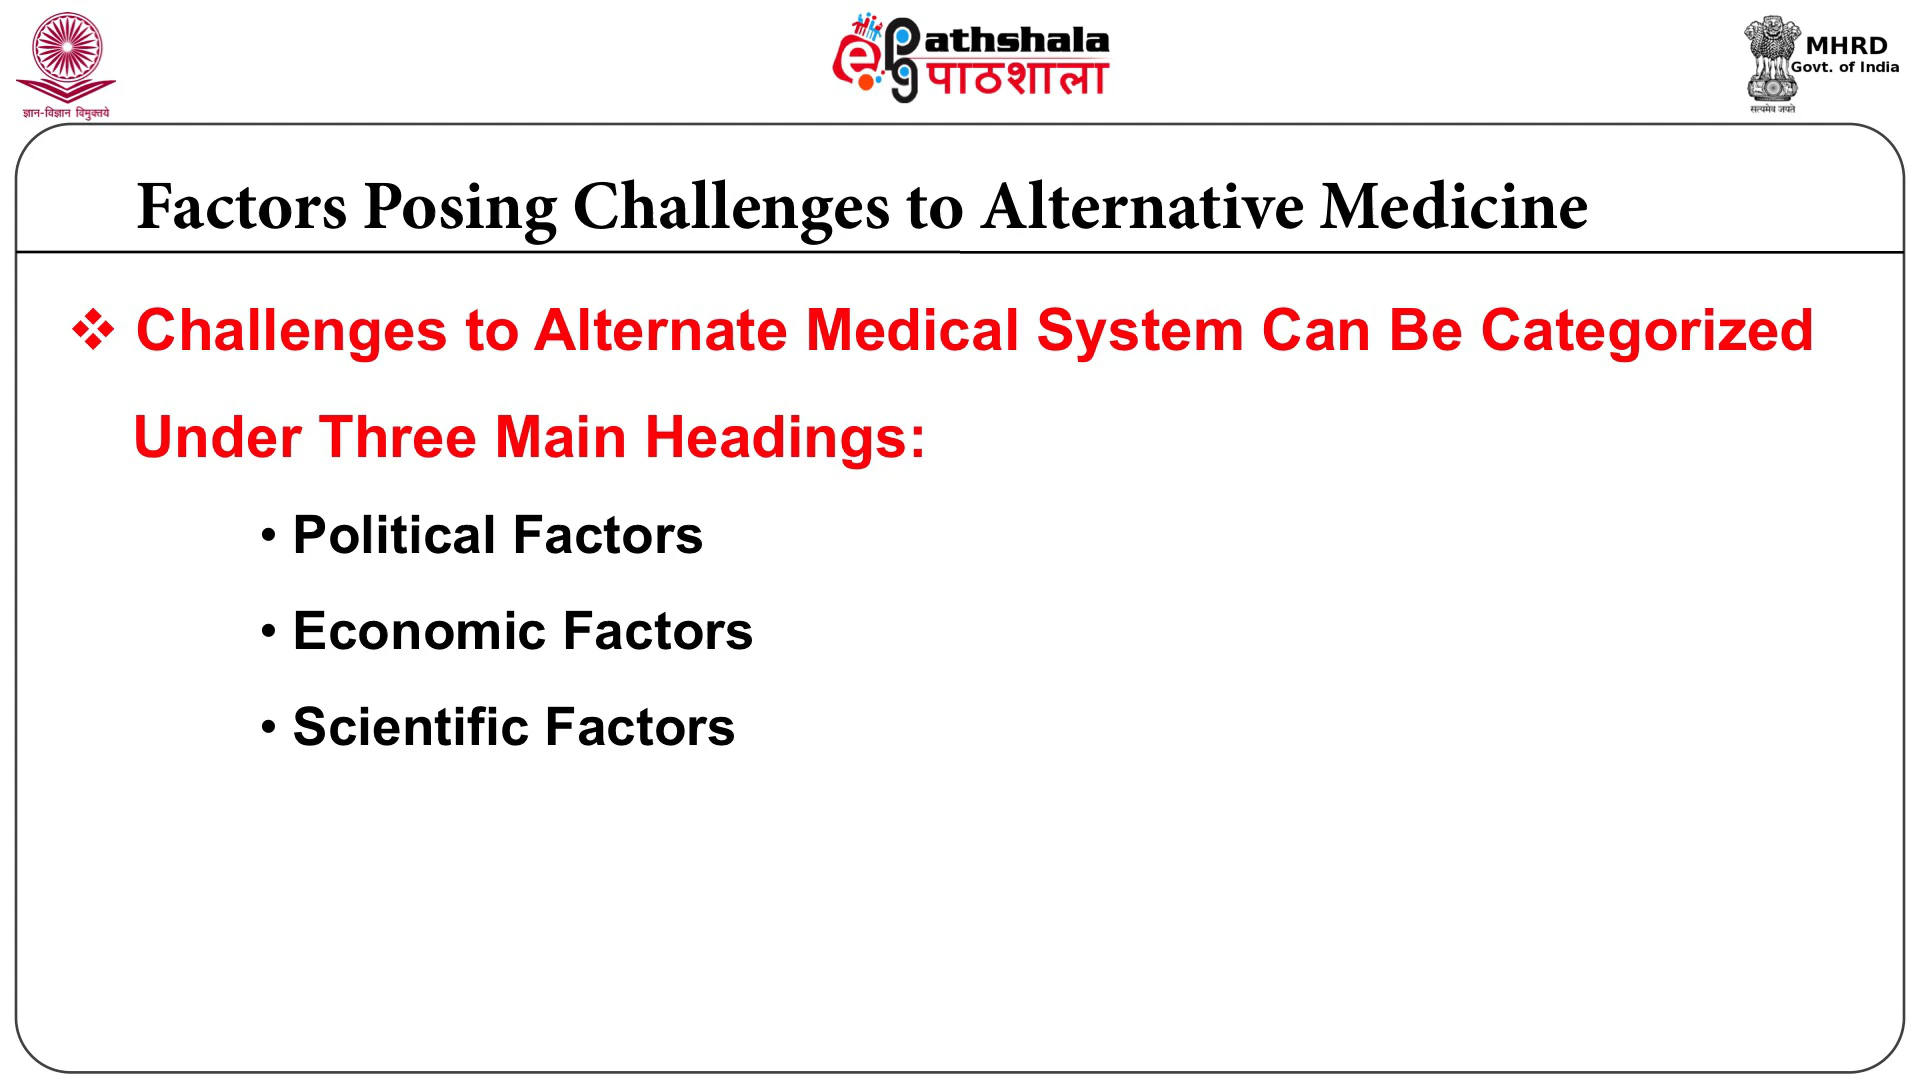 ज्ञान-विज्ञान विमुक्तये
ePathshala
पाठशाला
MHRD
Govt. of India
सत्यमेव जयते
Factors Posing Challenges to Alternative Medicine
❖ Challenges to Alternate Medical System Can Be Categorized
Under Three Main Headings:
• Political Factors
• Economic Factors
• Scientific Factors